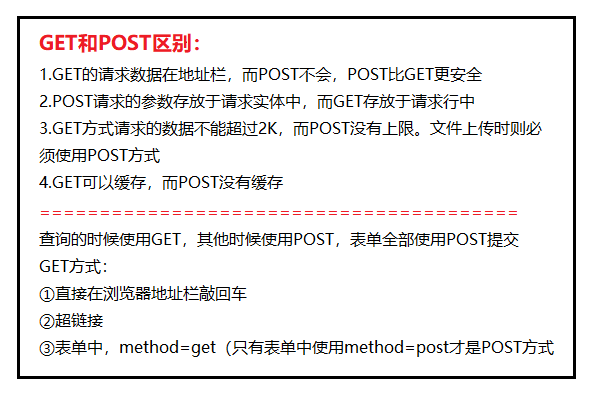 GET和POST区别：
1.GET的请求数据在地址栏，而POST不会，POST比GET更安全
2.POST请求的参数存放于请求实体中，而GET存放于请求行中
3.GET方式请求的数据不能超过2K，而POST没有上限。文件上传时则必
须使用POST方式
4.GET可以缓存，而POST没有缓存
========================================
查询的时候使用GET，其他时候使用POST，表单全部使用POST提交
GET方式：
①直接在浏览器地址栏敲回车
②超链接
③表单中，method=get（只有表单中使用method=post才是POST方式